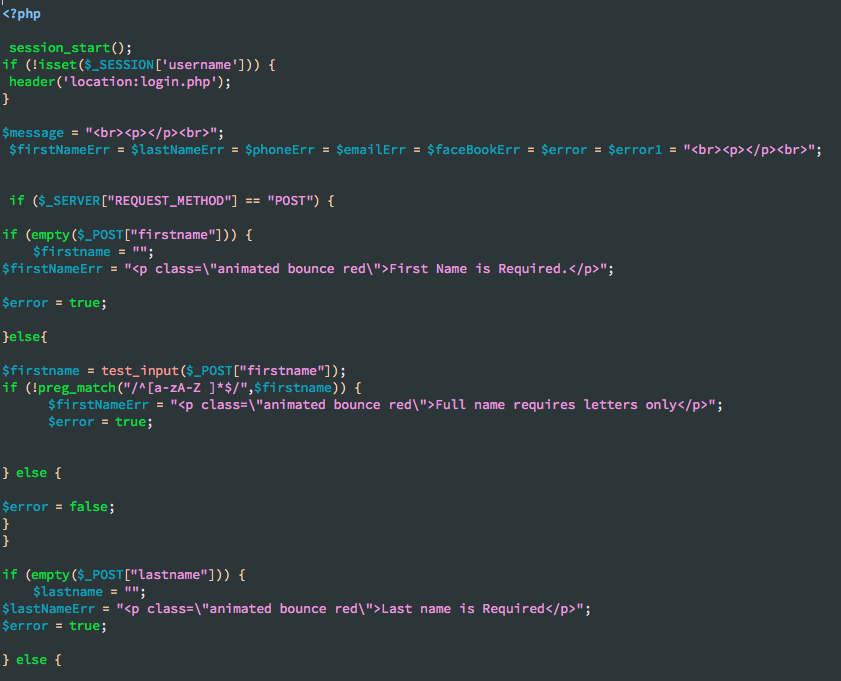 <?php
session_start();
if (!isset($_SESSION['username'])) {
header('location:login.php');
}
$message = "<br><p></p><br>";
$firstNameErr = $lastNameErr = $phoneErr = $emailErr = $faceBookErr = $error = $error1 = "<br><p></p><br>";
if ($_SERVER["REQUEST_METHOD"] == "POST") {
if (empty($_POST["firstname"])) {
$firstname = "";
$firstNameErr = "<p class=\"animated bounce red\">First Name is Required.</p>";
$error = true;
}else{
$firstname = test_input($_POST["firstname"]);
if (!preg_match("/^[a-zA-Z ]*$/",$firstname)) {
$firstNameErr = "<p class=\"animated bounce red\">Full name requires letters only</p>";
$error = true;
} else {
$error = false;
}
}
if (empty($_POST["lastname"])) {
$lastname = "";
$lastNameErr = "<p class=\"animated bounce red\">Last name is Required</p>";
$error = true;
} else {